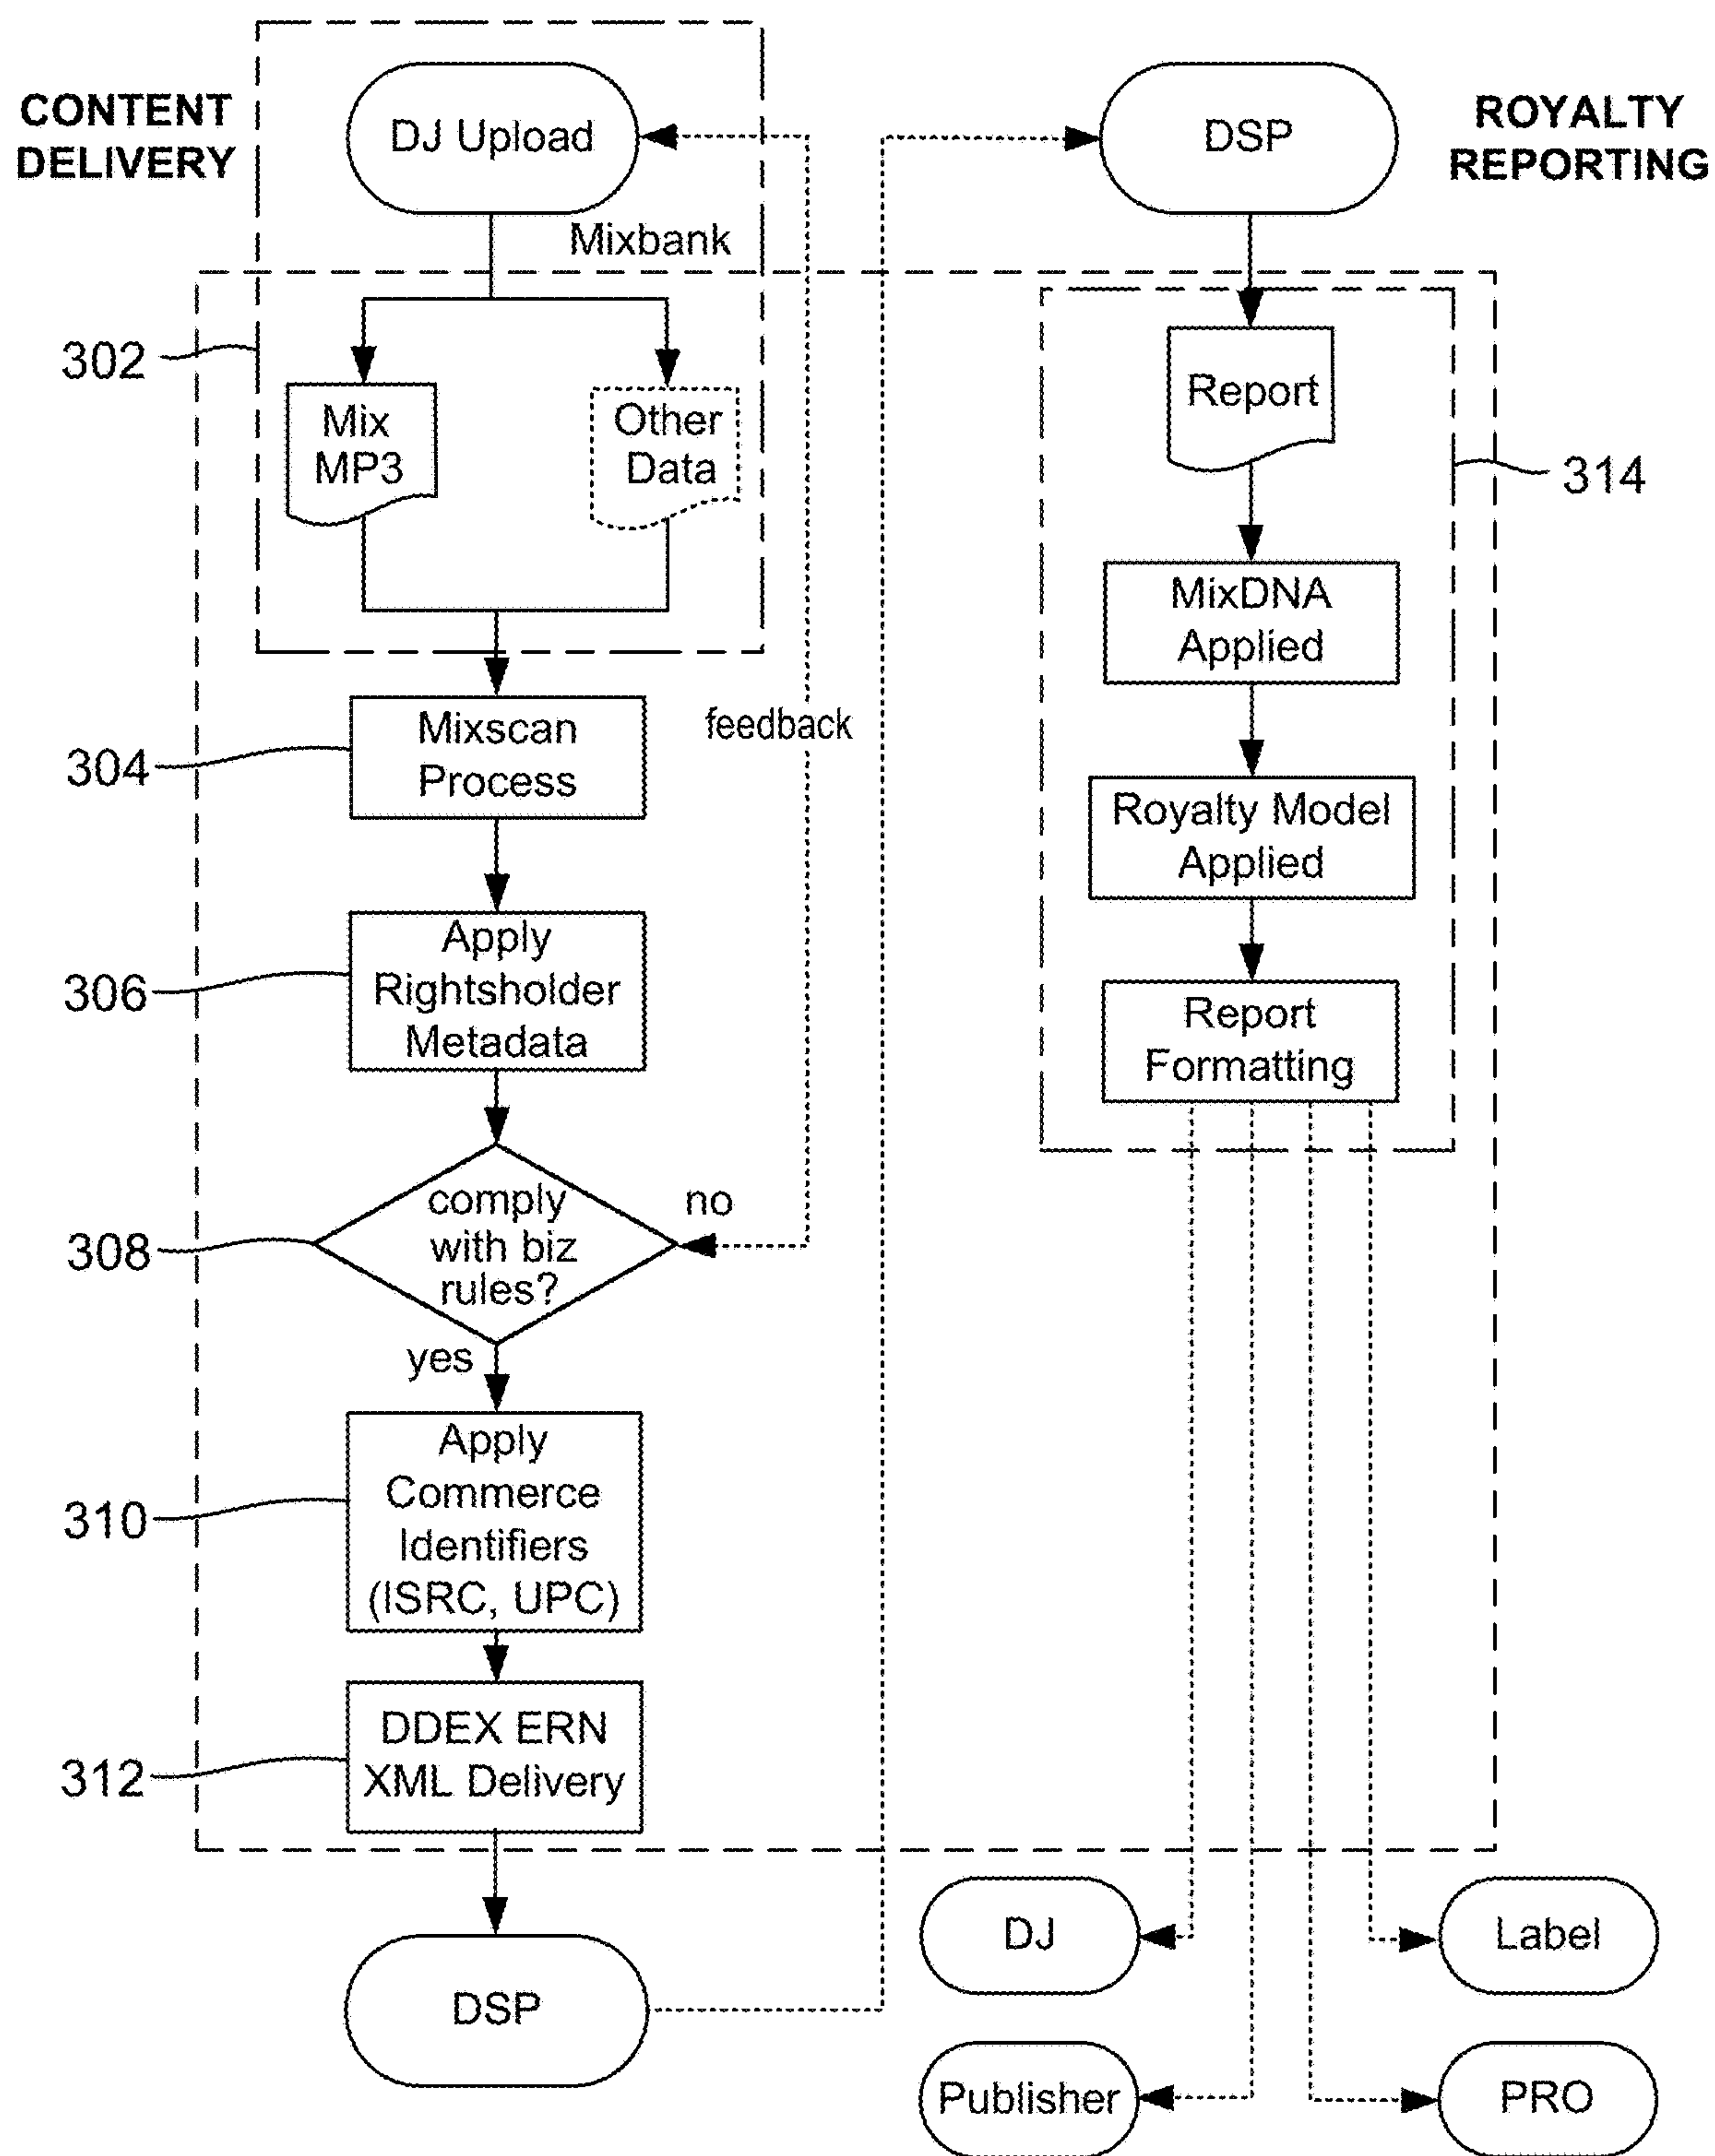 CONTENT
DELIVERY
DJ Upload
Mixbank
302
Mix
MP3
Other
Data
304
Mixscan
Process
feedback
306
Apply
Rightsholder
Metadata
308
comply
with biz
rules?
no
yes
310
Apply
Commerce
Identifiers
(ISRC, UPC)
312
DDEX ERN
XML Delivery
DSP
DSP
ROYALTY
REPORTING
Report
314
MixDNA
Applied
Royalty Model
Applied
Report
Formatting
DJ
Label
Publisher
PRO